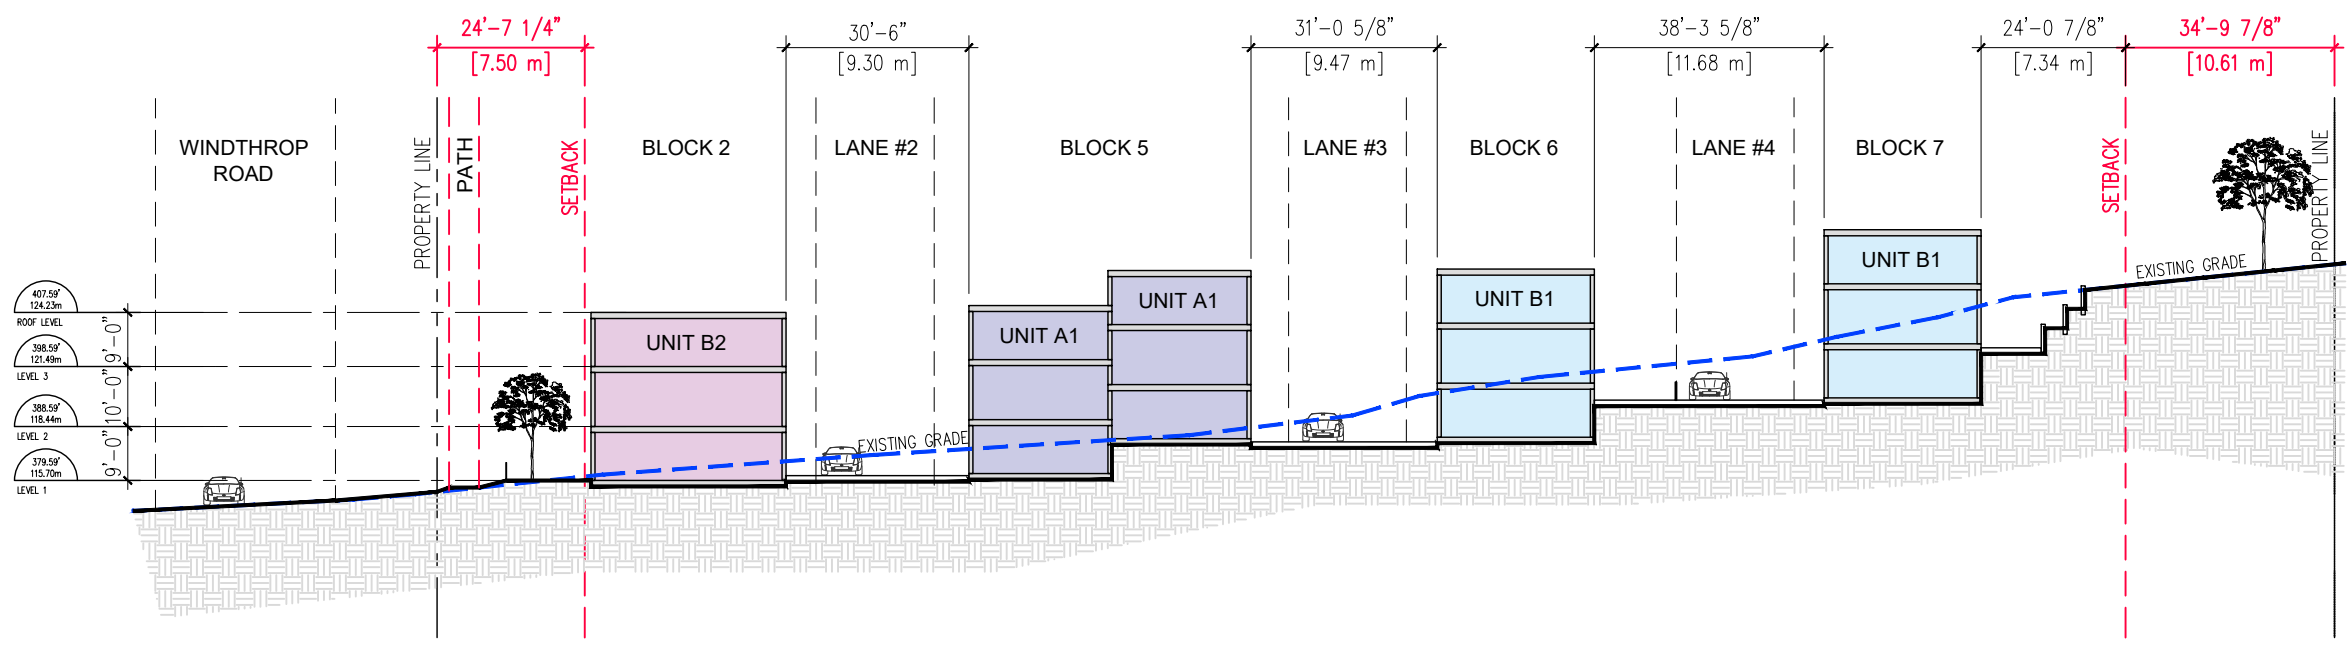 24'-7 1/4"
[7.50 m]
30'-6"
[9.30 m]
31'-0 5/8"
[9.47 m]
38'-3 5/8"
[11.68 m]
24'-0 7/8"
[7.34 m]
34'-9 7/8"
[10.61 m]
WINDTHROP
ROAD
PROPERTY LINE
PATH
SETBACK
BLOCK 2
LANE #2
BLOCK 5
LANE #3
BLOCK 6
LANE #4
BLOCK 7
SETBACK
PROPERTY LINE
UNIT B2
UNIT A1
UNIT A1
UNIT B1
UNIT B1
EXISTING GRADE
EXISTING GRADE
407.59'
124.23m
ROOF LEVEL
9'-0"
398.59'
121.49m
LEVEL 3
10'-0"
388.59'
118.44m
LEVEL 2
9'-0"
379.59'
115.70m
LEVEL 1